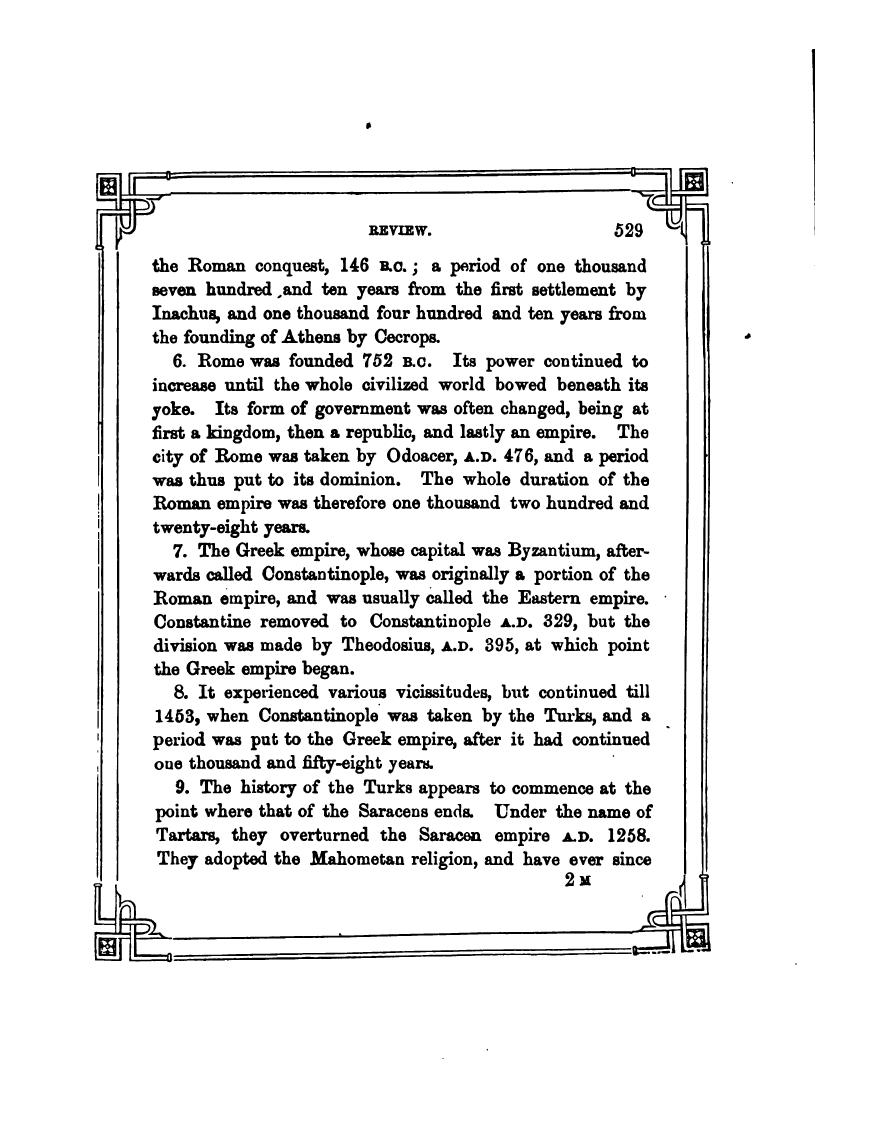 REVIEW. 529
the Roman conquest, 146 B.C. ; a period of one thousand
seven hundred and ten years from the first settlement by
Inachus, and one thousand four hundred and ten years from
the founding of Athens by Cecrops.
6. Rome was founded 752 B.C. Its power continued to
increase until the whole civilized world bowed beneath its
yoke. Its form of government was often changed, being at
first a kingdom, then a republic, and lastly an empire. The
city of Rome was taken by Odoacer, A.D. 476, and a period
was thus put to its dominion. The whole duration of the
Roman empire was therefore one thousand two hundred and
twenty-eight years.
7. The Greek empire, whose capital was Byzantium, after-
wards called Constantinople, was originally a portion of the
Roman empire, and was usually called the Eastern empire.
Constantine removed to Constantinople A.D. 329, but the
division was made by Theodosius, A.D. 395, at which point
the Greek empire began.
8. It experienced various vicissitudes, but continued till
1453, when Constantinople was taken by the Turks, and a
period was put to the Greek empire, after it had continued
one thousand and fifty-eight years.
9. The history of the Turks appears to commence at the
point where that of the Saracens ends. Under the name of
Tartars, they overturned the Saracen empire A.D. 1258.
They adopted the Mahometan religion, and have ever since
2 M